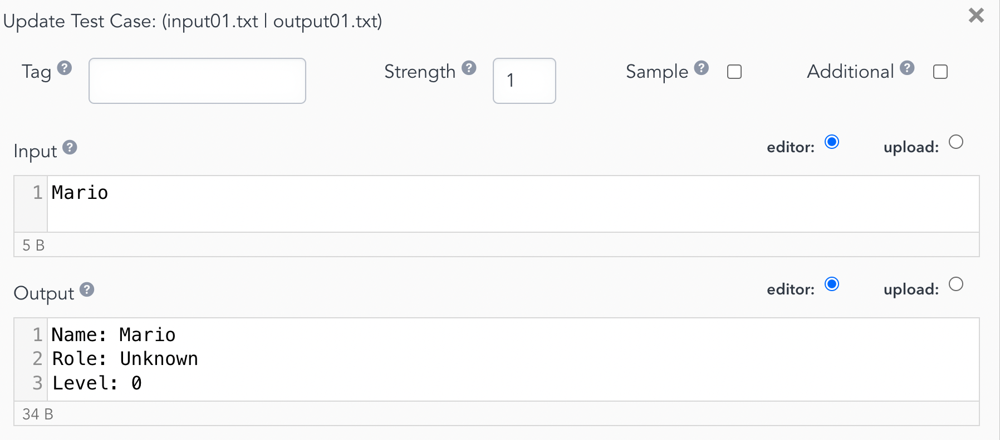 Update Test Case: (input01.txt | output01.txt)
Tag ? Strength ? 1 Sample ? Additional ?
Input ? editor: upload:
1 Mario
5 B
Output ? editor: upload:
1 Name: Mario
2 Role: Unknown
3 Level: 0
34 B